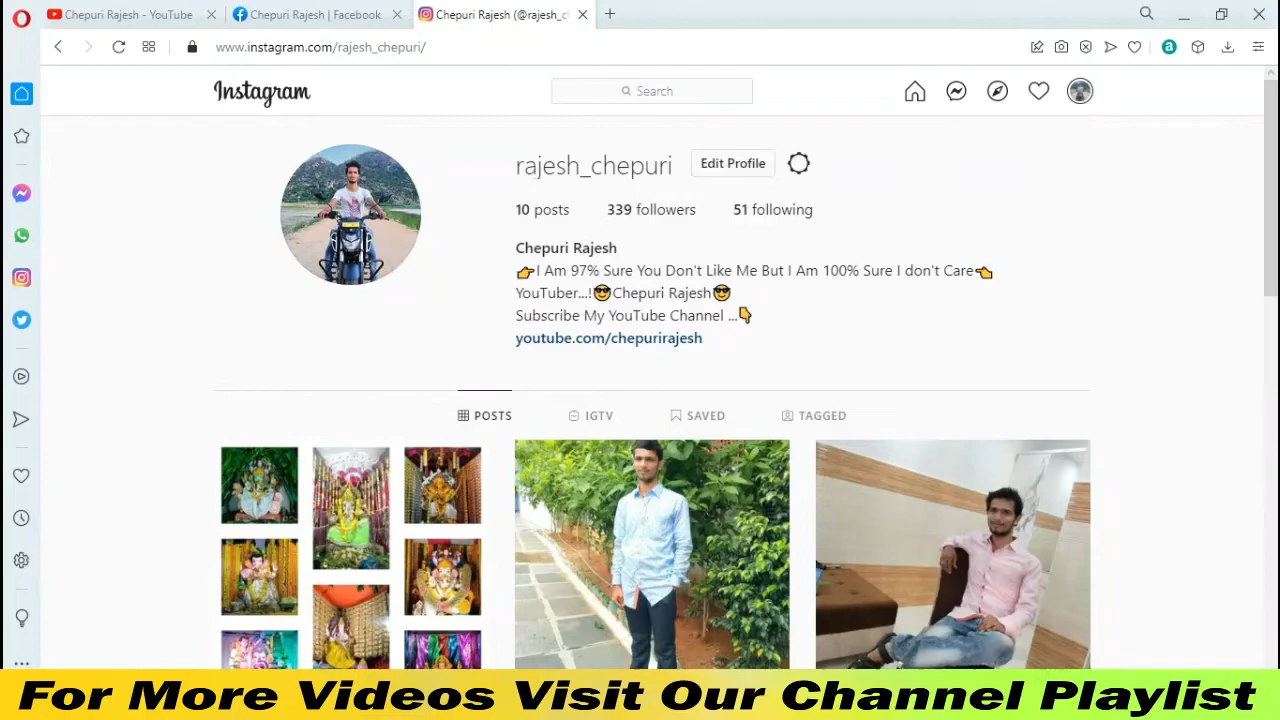 Chepuri Rajesh - YouTube
Chepuri Rajesh | Facebook
Chepuri Rajesh (@rajesh_c
www.instagram.com/rajesh_chepuri/
Instagram
Search
rajesh_chepuri Edit Profile
10 posts 339 followers 51 following
Chepuri Rajesh
👉I Am 97% Sure You Don't Like Me But I Am 100% Sure I don't Care👈
YouTuber...!😎Chepuri Rajesh😎
Subscribe My YouTube Channel ...👇
youtube.com/chepurirajesh
POSTS IGTV SAVED TAGGED
For More Videos Visit Our Channel Playlist